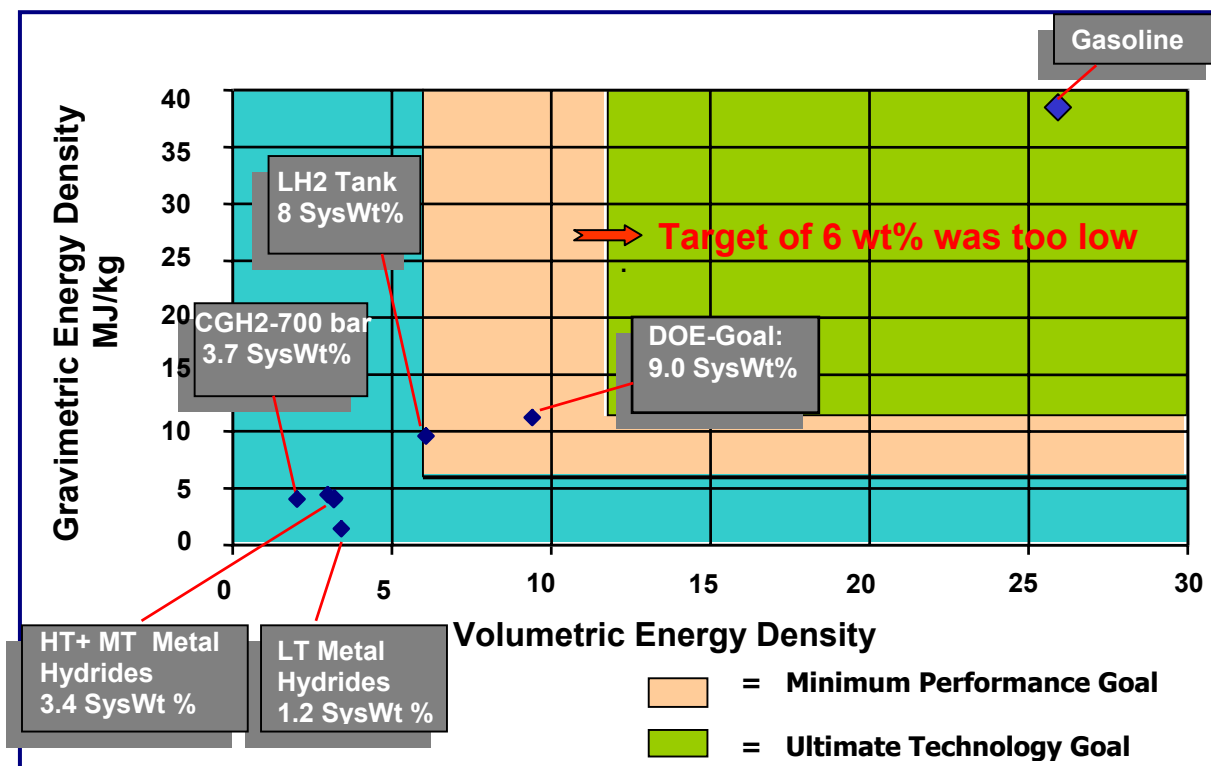 Gasoline
Gravimetric Energy Density
MJ/kg
40
35
30
25
20
15
10
5
0
LH2 Tank
8 SysWt%
Target of 6 wt% was too low
CGH2-700 bar
3.7 SysWt%
DOE-Goal:
9.0 SysWt%
0 5 10 15 20 25 30
Volumetric Energy Density
HT+ MT Metal
Hydrides
3.4 SysWt %
LT Metal
Hydrides
1.2 SysWt %
= Minimum Performance Goal
= Ultimate Technology Goal